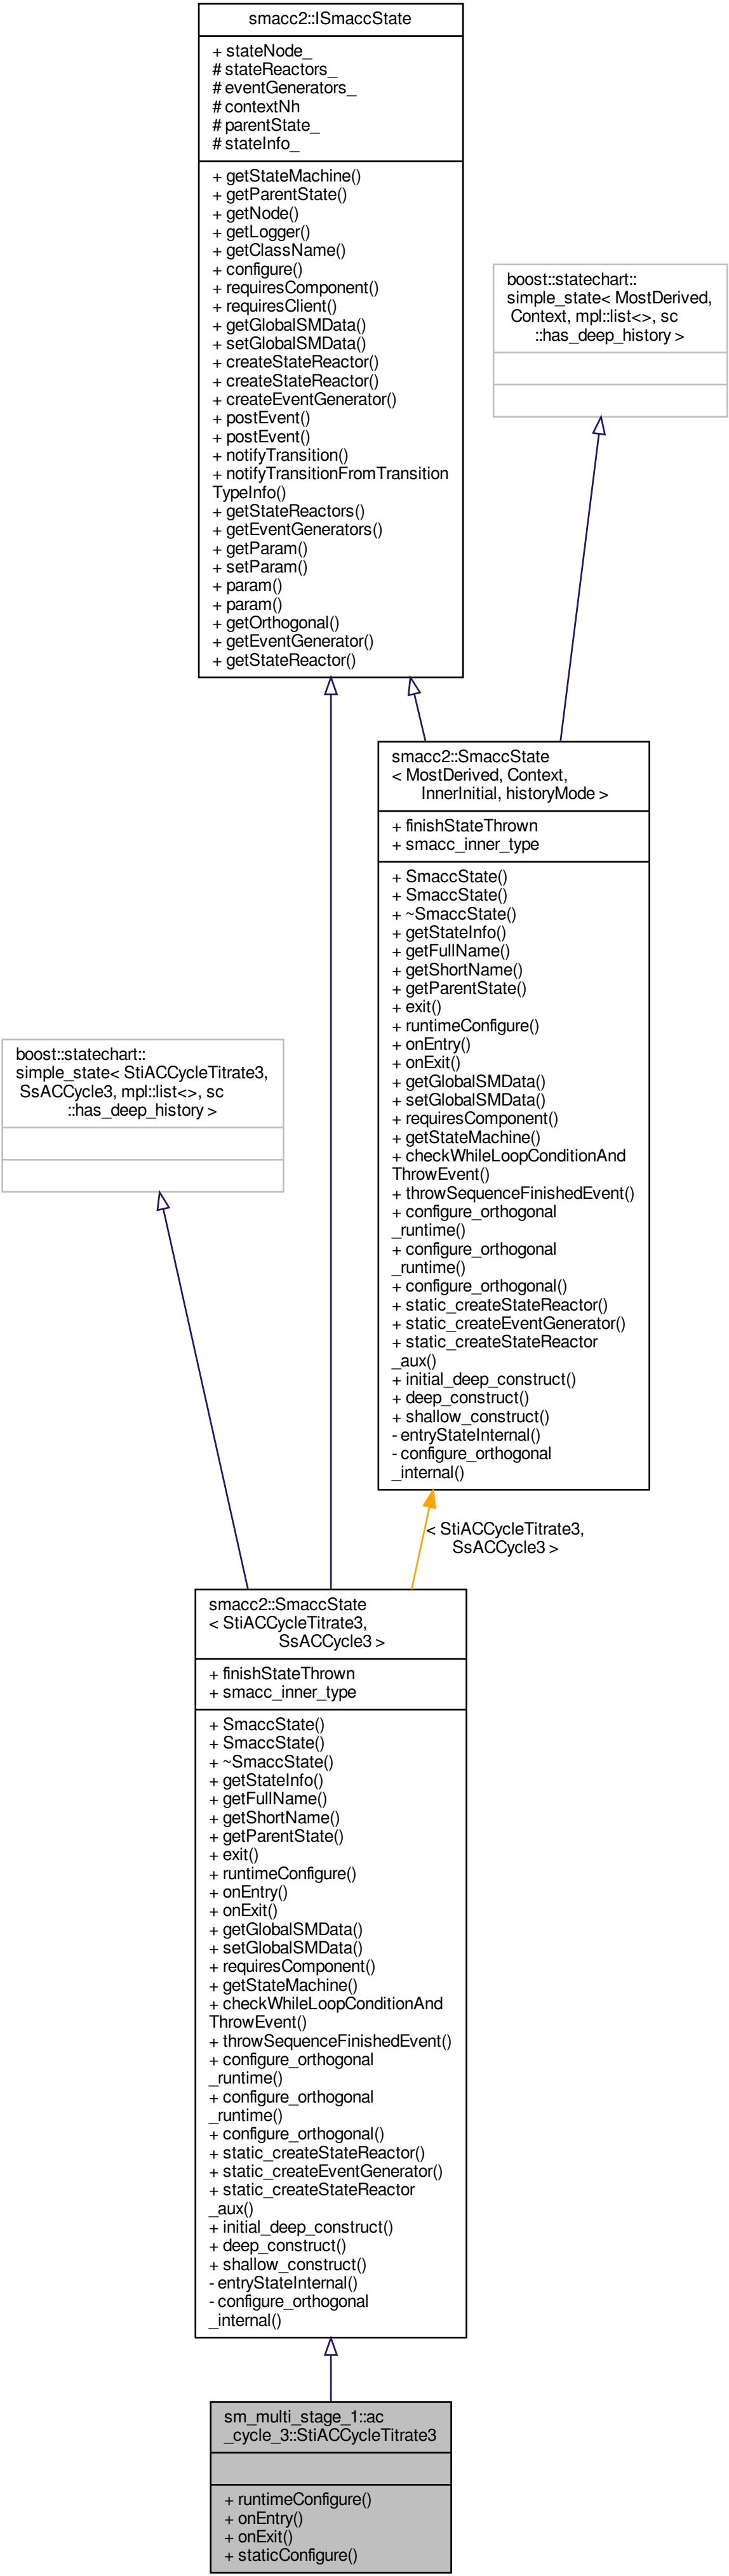 smacc2::ISmaccState
+ stateNode_
# stateReactors_
# eventGenerators_
# contextNh
# parentState_
# stateInfo_
+ getStateMachine()
+ getParentState()
+ getNode()
+ getLogger()
+ getClassName()
+ configure()
+ requiresComponent()
+ requiresClient()
+ getGlobalSMData()
+ setGlobalSMData()
+ createStateReactor()
+ createStateReactor()
+ createEventGenerator()
+ postEvent()
+ postEvent()
+ notifyTransition()
+ notifyTransitionFromTransition
TypeInfo()
+ getStateReactors()
+ getEventGenerators()
+ getParam()
+ setParam()
+ param()
+ param()
+ getOrthogonal()
+ getEventGenerator()
+ getStateReactor()
boost::statechart::
simple_state< MostDerived,
Context, mpl::list<>, sc
::has_deep_history >
smacc2::SmaccState
< MostDerived, Context,
InnerInitial, historyMode >
+ finishStateThrown
+ smacc_inner_type
+ SmaccState()
+ SmaccState()
+ ~SmaccState()
+ getStateInfo()
+ getFullName()
+ getShortName()
+ getParentState()
+ exit()
+ runtimeConfigure()
+ onEntry()
+ onExit()
+ getGlobalSMData()
+ setGlobalSMData()
+ requiresComponent()
+ getStateMachine()
+ checkWhileLoopConditionAnd
ThrowEvent()
+ throwSequenceFinishedEvent()
+ configure_orthogonal
_runtime()
+ configure_orthogonal
_runtime()
+ configure_orthogonal()
+ static_createStateReactor()
+ static_createEventGenerator()
+ static_createStateReactor
_aux()
+ initial_deep_construct()
+ deep_construct()
+ shallow_construct()
- entryStateInternal()
- configure_orthogonal
_internal()
boost::statechart::
simple_state< StiACCycleTitrate3,
SsACCycle3, mpl::list<>, sc
::has_deep_history >
< StiACCycleTitrate3,
SsACCycle3 >
smacc2::SmaccState
< StiACCycleTitrate3,
SsACCycle3 >
+ finishStateThrown
+ smacc_inner_type
+ SmaccState()
+ SmaccState()
+ ~SmaccState()
+ getStateInfo()
+ getFullName()
+ getShortName()
+ getParentState()
+ exit()
+ runtimeConfigure()
+ onEntry()
+ onExit()
+ getGlobalSMData()
+ setGlobalSMData()
+ requiresComponent()
+ getStateMachine()
+ checkWhileLoopConditionAnd
ThrowEvent()
+ throwSequenceFinishedEvent()
+ configure_orthogonal
_runtime()
+ configure_orthogonal
_runtime()
+ configure_orthogonal()
+ static_createStateReactor()
+ static_createEventGenerator()
+ static_createStateReactor
_aux()
+ initial_deep_construct()
+ deep_construct()
+ shallow_construct()
- entryStateInternal()
- configure_orthogonal
_internal()
sm_multi_stage_1::ac
_cycle_3::StiACCycleTitrate3
+ runtimeConfigure()
+ onEntry()
+ onExit()
+ staticConfigure()